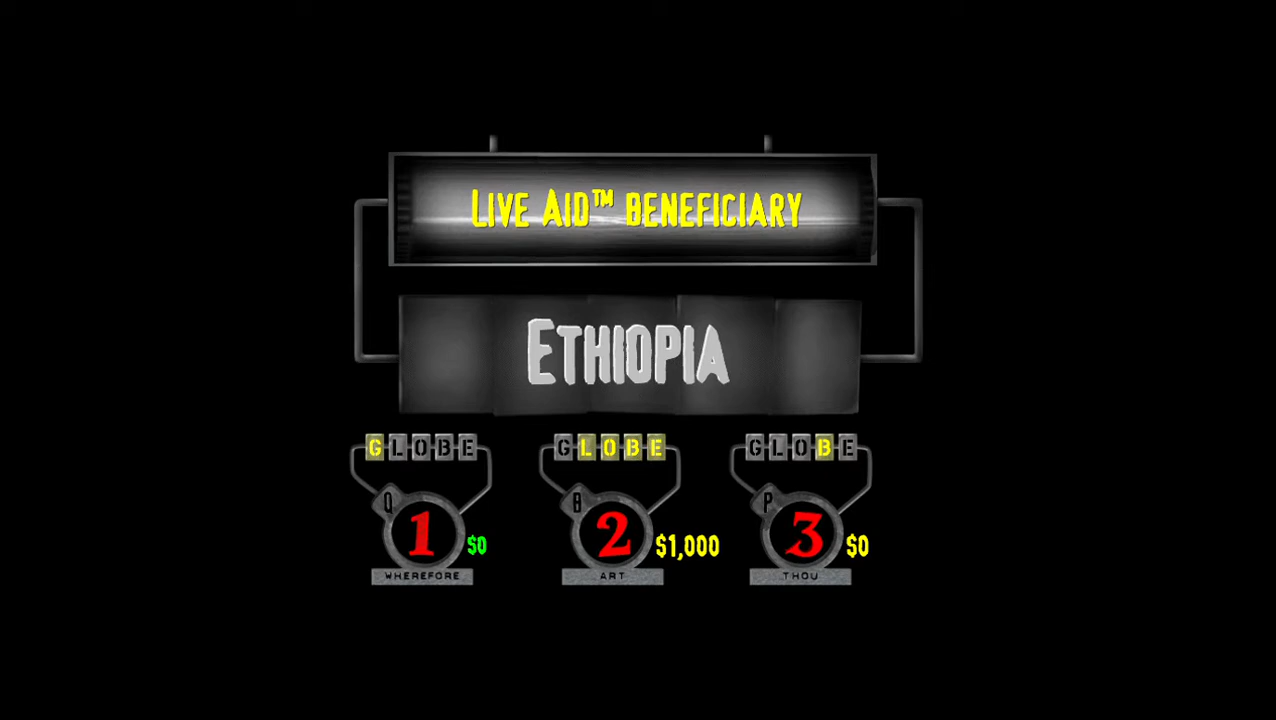 Live Aid™ beneficiary
Ethiopia
GLOBE GLOBE GLOBE
Q B P
1 $0 2 $1,000 3 $0
WHEREFORE ART THOU